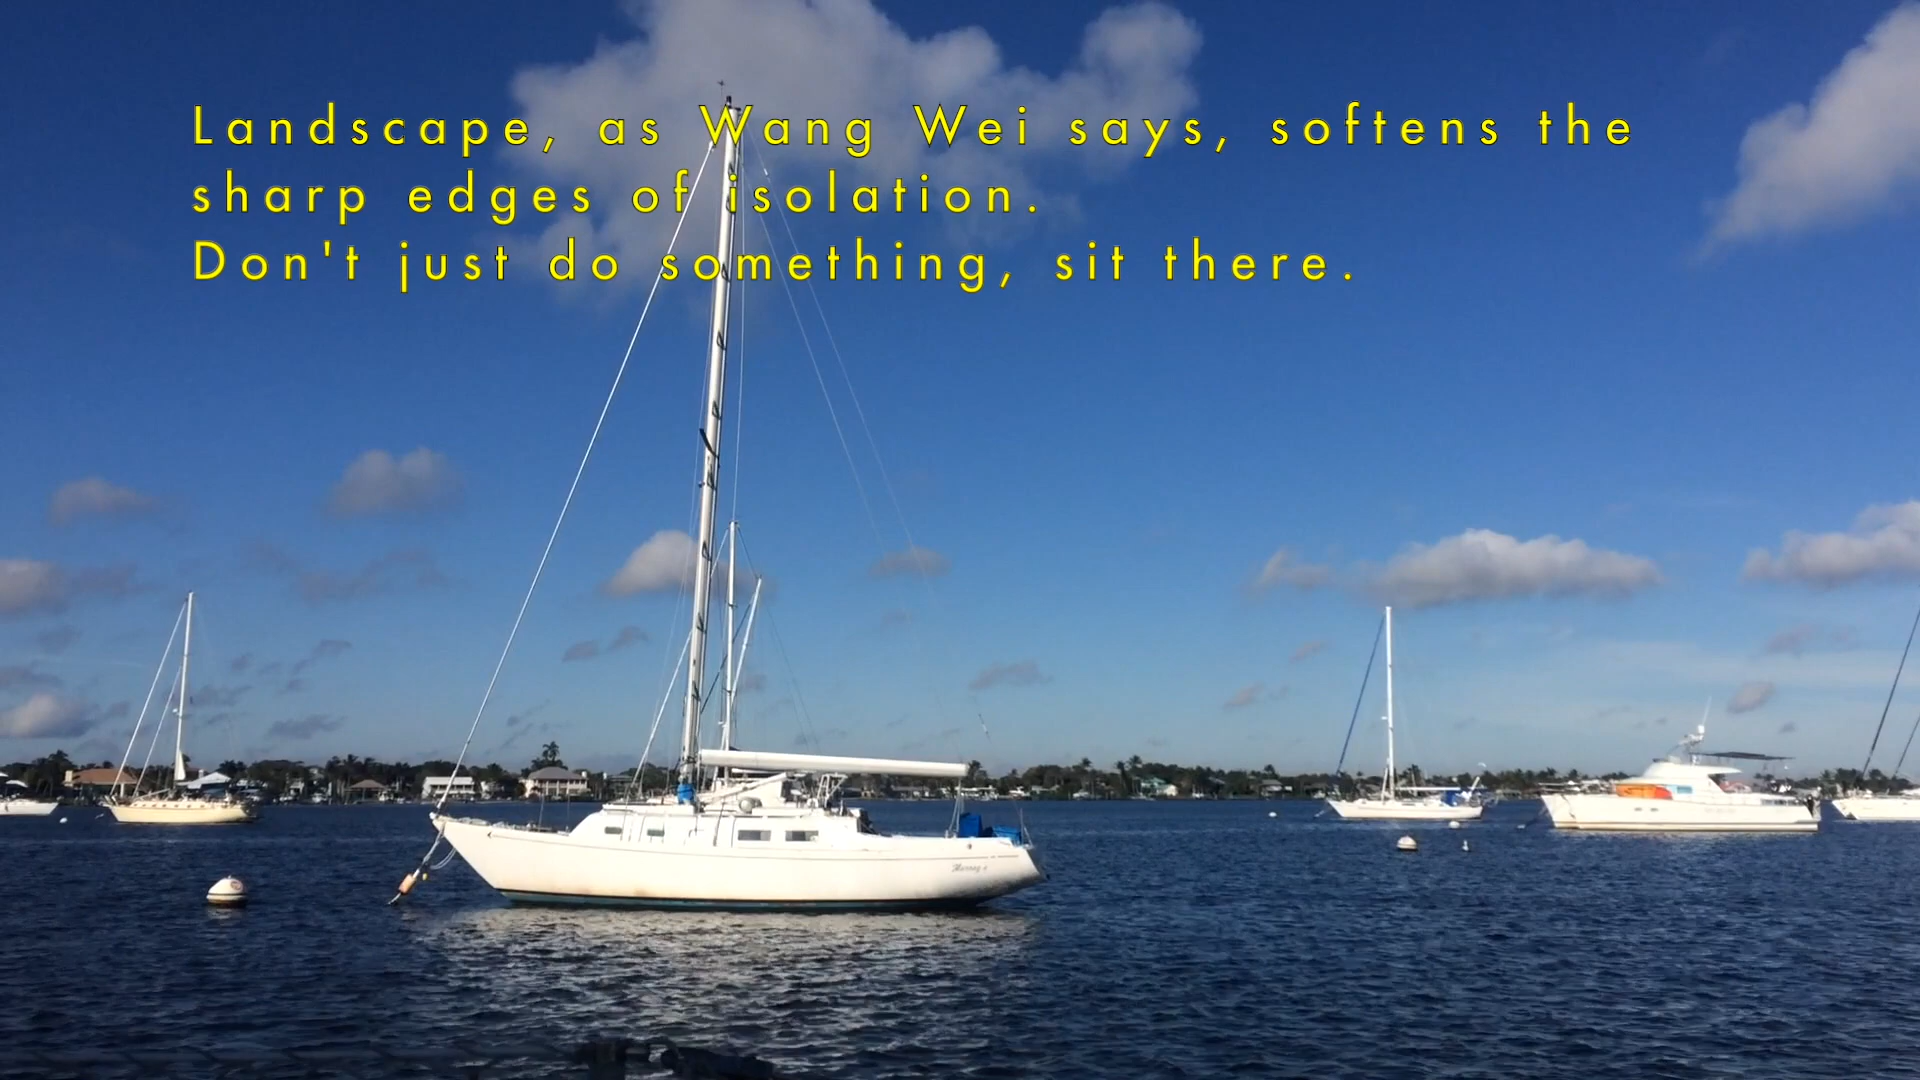 Landscape, as Wang Wei says, softens the
sharp edges of isolation.
Don't just do something, sit there.